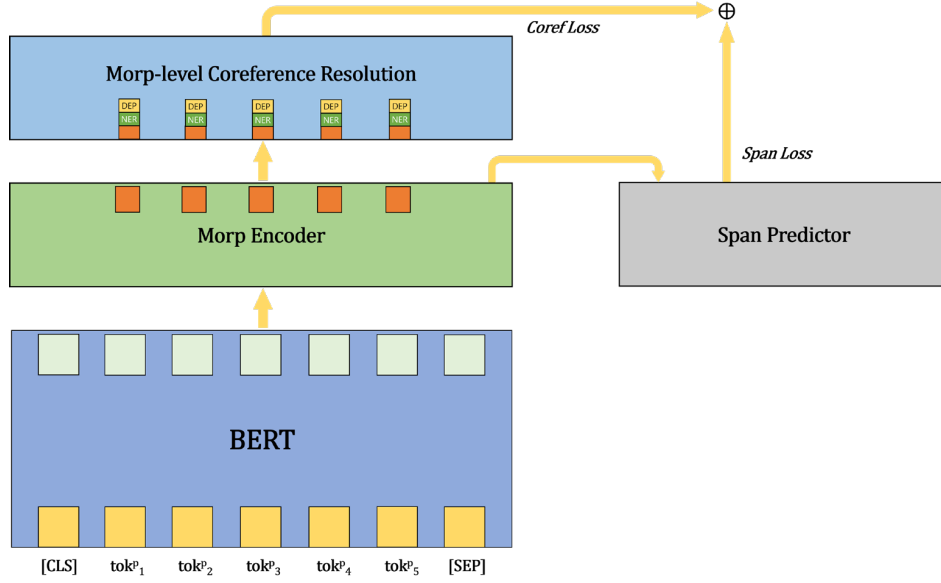 Coref Loss
Morp-level Coreference Resolution
DEP DEP DEP DEP DEP
NER NER NER NER NER
Span Loss
Morp Encoder
Span Predictor
BERT
[CLS] tokᵖ₁ tokᵖ₂ tokᵖ₃ tokᵖ₄ tokᵖ₅ [SEP]